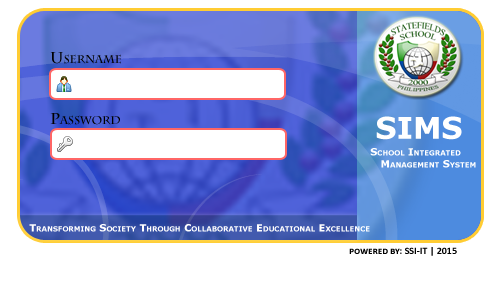 STATEFIELDS
SCHOOL
2000
PHILIPPINES
Username
Password
SIMS
School Integrated
Management System
Transforming Society Through Collaborative Educational Excellence
POWERED BY: SSI-IT | 2015